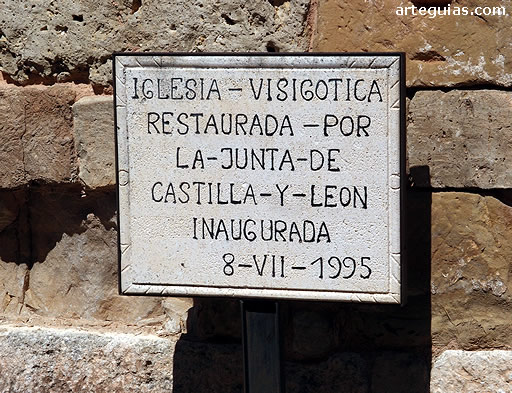 arteguias.com
IGLESIA-VISIGOTICA
RESTAURADA-POR
LA-JUNTA-DE
CASTILLA-Y-LEON
INAUGURADA
8-VII-1995